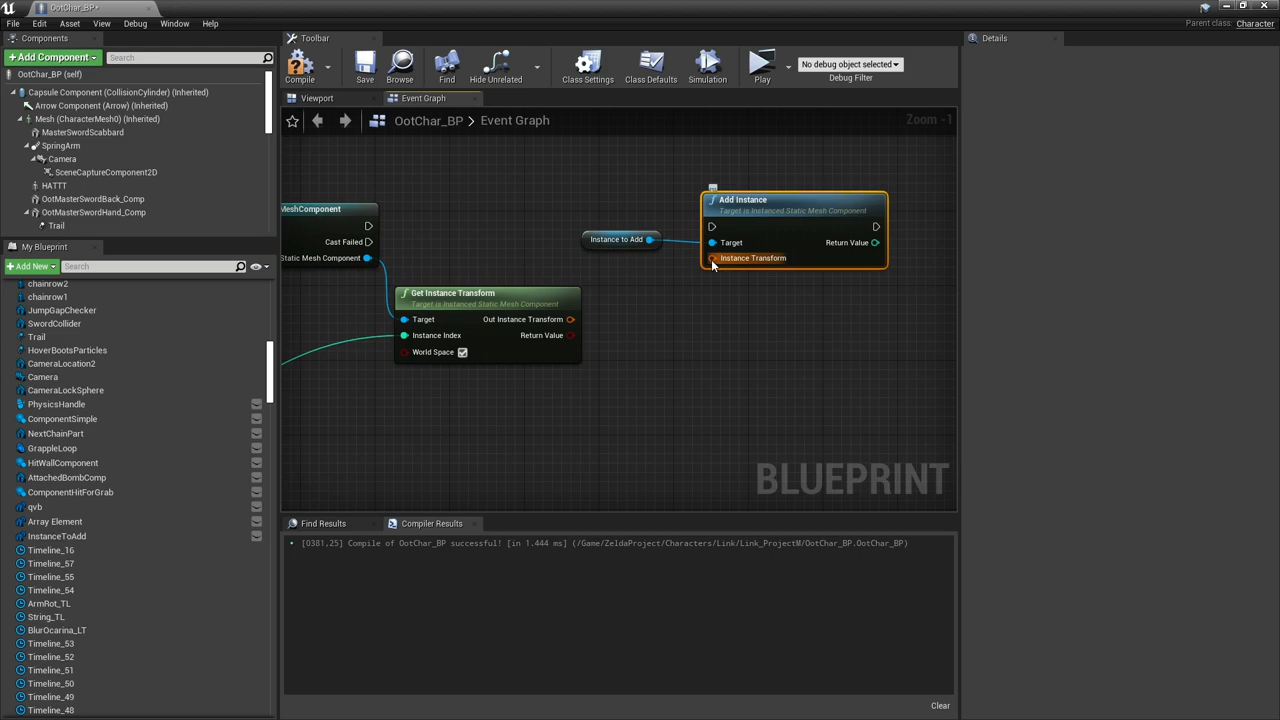 OotChar_BP*
File Edit Asset View Debug Window Help
Parent class: Character
Components
+Add Component
Search
OotChar_BP (self)
Capsule Component (CollisionCylinder) (Inherited)
Arrow Component (Arrow) (Inherited)
Mesh (CharacterMesh0) (Inherited)
MasterSwordScabbard
SpringArm
Camera
SceneCaptureComponent2D
HATTT
OotMasterSwordBack_Comp
OotMasterSwordHand_Comp
Trail
My Blueprint
+Add New
Search
chainrow2
chainrow1
JumpGapChecker
SwordCollider
Trail
HoverBootsParticles
CameraLocation2
Camera
CameraLockSphere
PhysicsHandle
ComponentSimple
NextChainPart
GrappleLoop
HitWallComponent
AttachedBombComp
ComponentHitForGrab
qvb
Array Element
InstanceToAdd
Timeline_16
Timeline_57
Timeline_55
Timeline_54
ArmRot_TL
String_TL
BlurOcarina_LT
Timeline_53
Timeline_52
Timeline_51
Timeline_50
Timeline_49
Timeline_48
Toolbar
Compile
Save
Browse
Find
Hide Unrelated
Class Settings
Class Defaults
Simulation
Play
No debug object selected
Debug Filter
Viewport
Event Graph
OotChar_BP > Event Graph
Zoom -1
MeshComponent
Cast Failed
Static Mesh Component
Get Instance Transform
Target is Instanced Static Mesh Component
Target
Out Instance Transform
Instance Index
Return Value
World Space
Instance to Add
Add Instance
Target is Instanced Static Mesh Component
Target
Return Value
Instance Transform
BLUEPRINT
Find Results
Compiler Results
[0381,25] Compile of OotChar_BP successful! [in 1.444 ms] (/Game/ZeldaProject/Characters/Link/Link_ProjectM/OotChar_BP.OotChar_BP)
Clear
Details